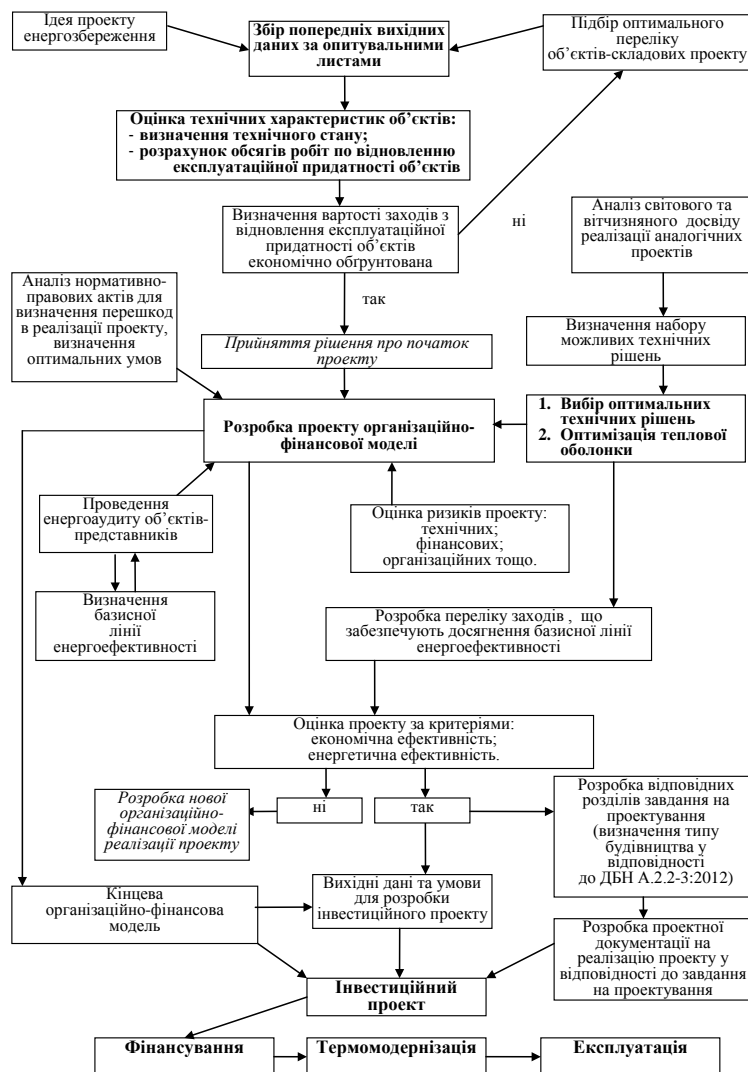 Ідея проекту
енергозбереження
Збір попередніх вихідних
даних за опитувальними
листами
Підбір оптимального
переліку
об’єктів-складових проекту
Оцінка технічних характеристик об’єктів:
- визначення технічного стану;
- розрахунок обсягів робіт по відновленню
експлуатаційної придатності об’єктів
Визначення вартості заходів з
відновлення експлуатаційної
придатності об’єктів
економічно обґрунтована
ні
Аналіз світового та
вітчизняного досвіду
реалізації аналогічних
проектів
Аналіз нормативно-
правових актів для
визначення перешкод
в реалізації проекту,
визначення
оптимальних умов
так
Визначення набору
можливих технічних
рішень
Прийняття рішення про початок
проекту
Розробка проекту організаційно-
фінансової моделі
1. Вибір оптимальних
технічних рішень
2. Оптимізація теплової
оболонки
Проведення
енергоаудиту об’єктів-
представників
Оцінка ризиків проекту:
технічних;
фінансових;
організаційних тощо.
Визначення
базисної
лінії
енергоефективності
Розробка переліку заходів , що
забезпечують досягнення базисної лінії
енергоефективності
Оцінка проекту за критеріями:
економічна ефективність;
енергетична ефективність.
Розробка нової
організаційно-
фінансової моделі
реалізації проекту
ні
так
Розробка відповідних
розділів завдання на
проектування
(визначення типу
будівництва у
відповідності
до ДБН А.2.2-3:2012)
Кінцева
організаційно-фінансова
модель
Вихідні дані та умови
для розробки
інвестиційного проекту
Розробка проектної
документації на
реалізацію проекту у
відповідності до завдання
на проектування
Інвестиційний
проект
Фінансування
Термомодернізація
Експлуатація